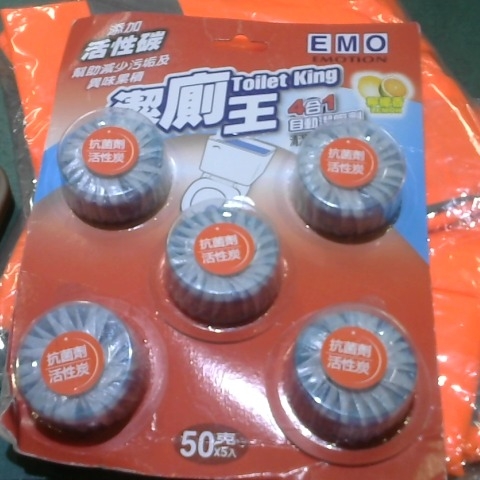 添加
活性碳
幫助減少污垢及
異味累積
EMO
EMOTION
潔廁王
Toilet King
4合1
抗菌劑
活性炭
抗菌劑
活性炭
抗菌劑
活性炭
抗菌劑
活性炭
抗菌劑
活性炭
50克
x5入